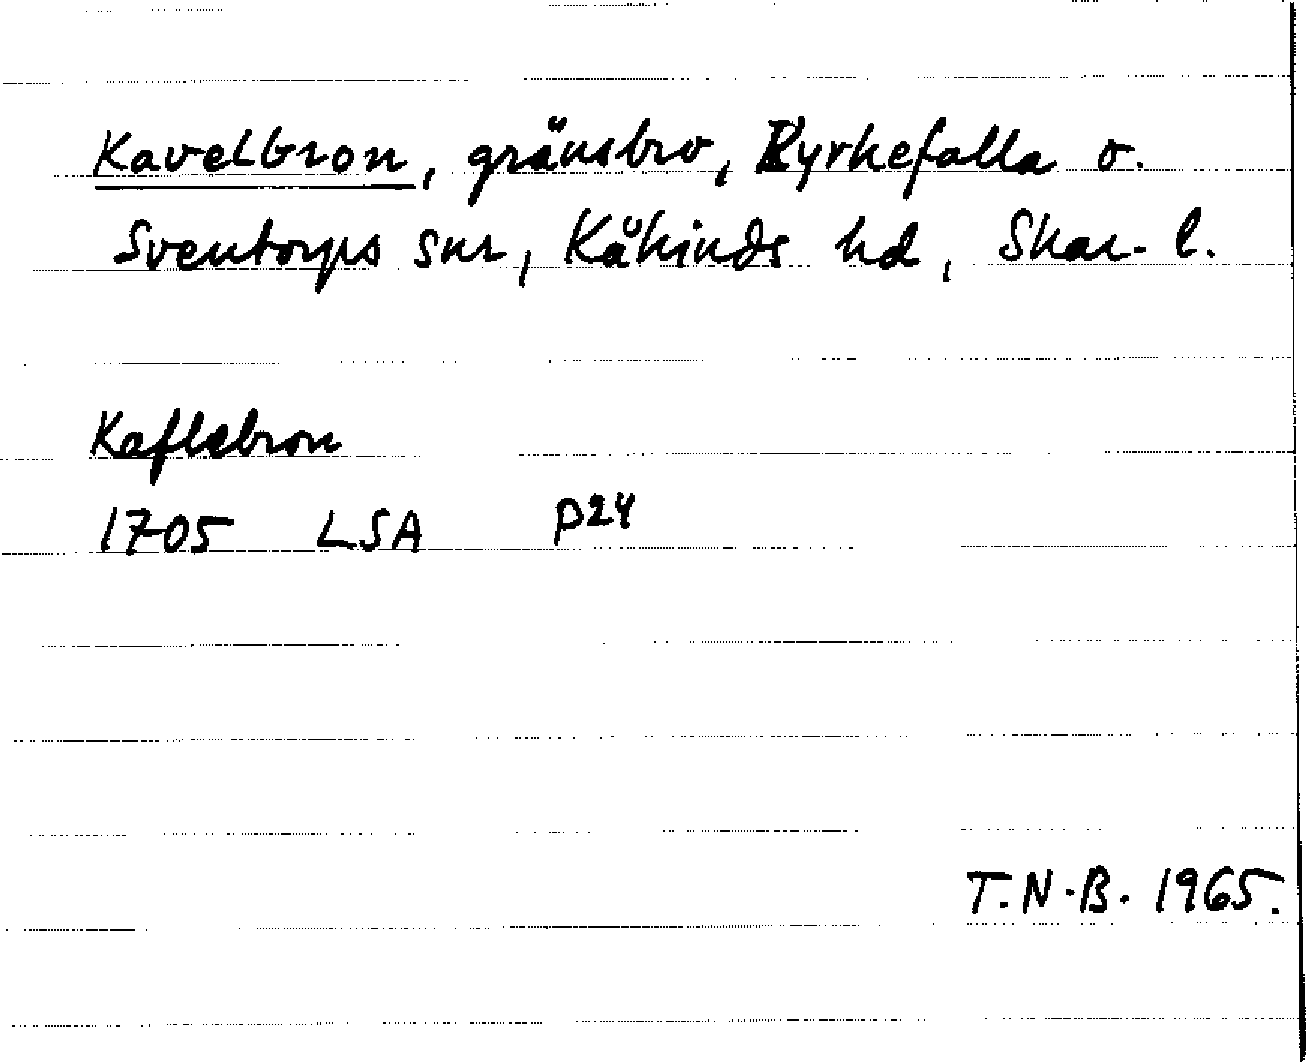 Kavelbron, gränsbro, Kyrkefalla o.
Sventorps snr, Kåkinds hd, Skar. l.
Kaflebron
1705 LSA P24
T.N.B. 1965.